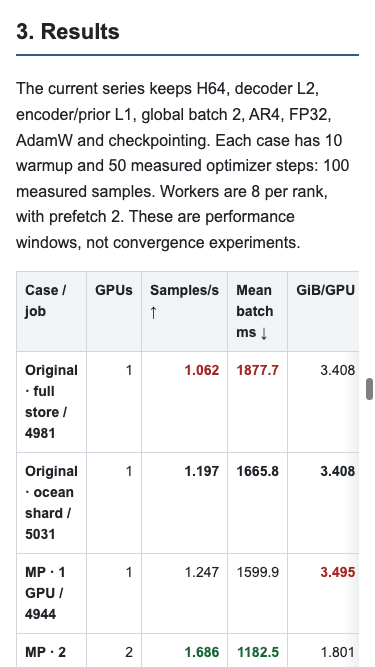 3. Results
The current series keeps H64, decoder L2,
encoder/prior L1, global batch 2, AR4, FP32,
AdamW and checkpointing. Each case has 10
warmup and 50 measured optimizer steps: 100
measured samples. Workers are 8 per rank,
with prefetch 2. These are performance
windows, not convergence experiments.
Case / GPUs Samples/s Mean GiB/GPU
job ↑ batch
ms ↓
Original 1 1.062 1877.7 3.408
· full
store /
4981
Original 1 1.197 1665.8 3.408
· ocean
shard /
5031
MP · 1 1 1.247 1599.9 3.495
GPU /
4944
MP · 2 2 1.686 1182.5 1.801